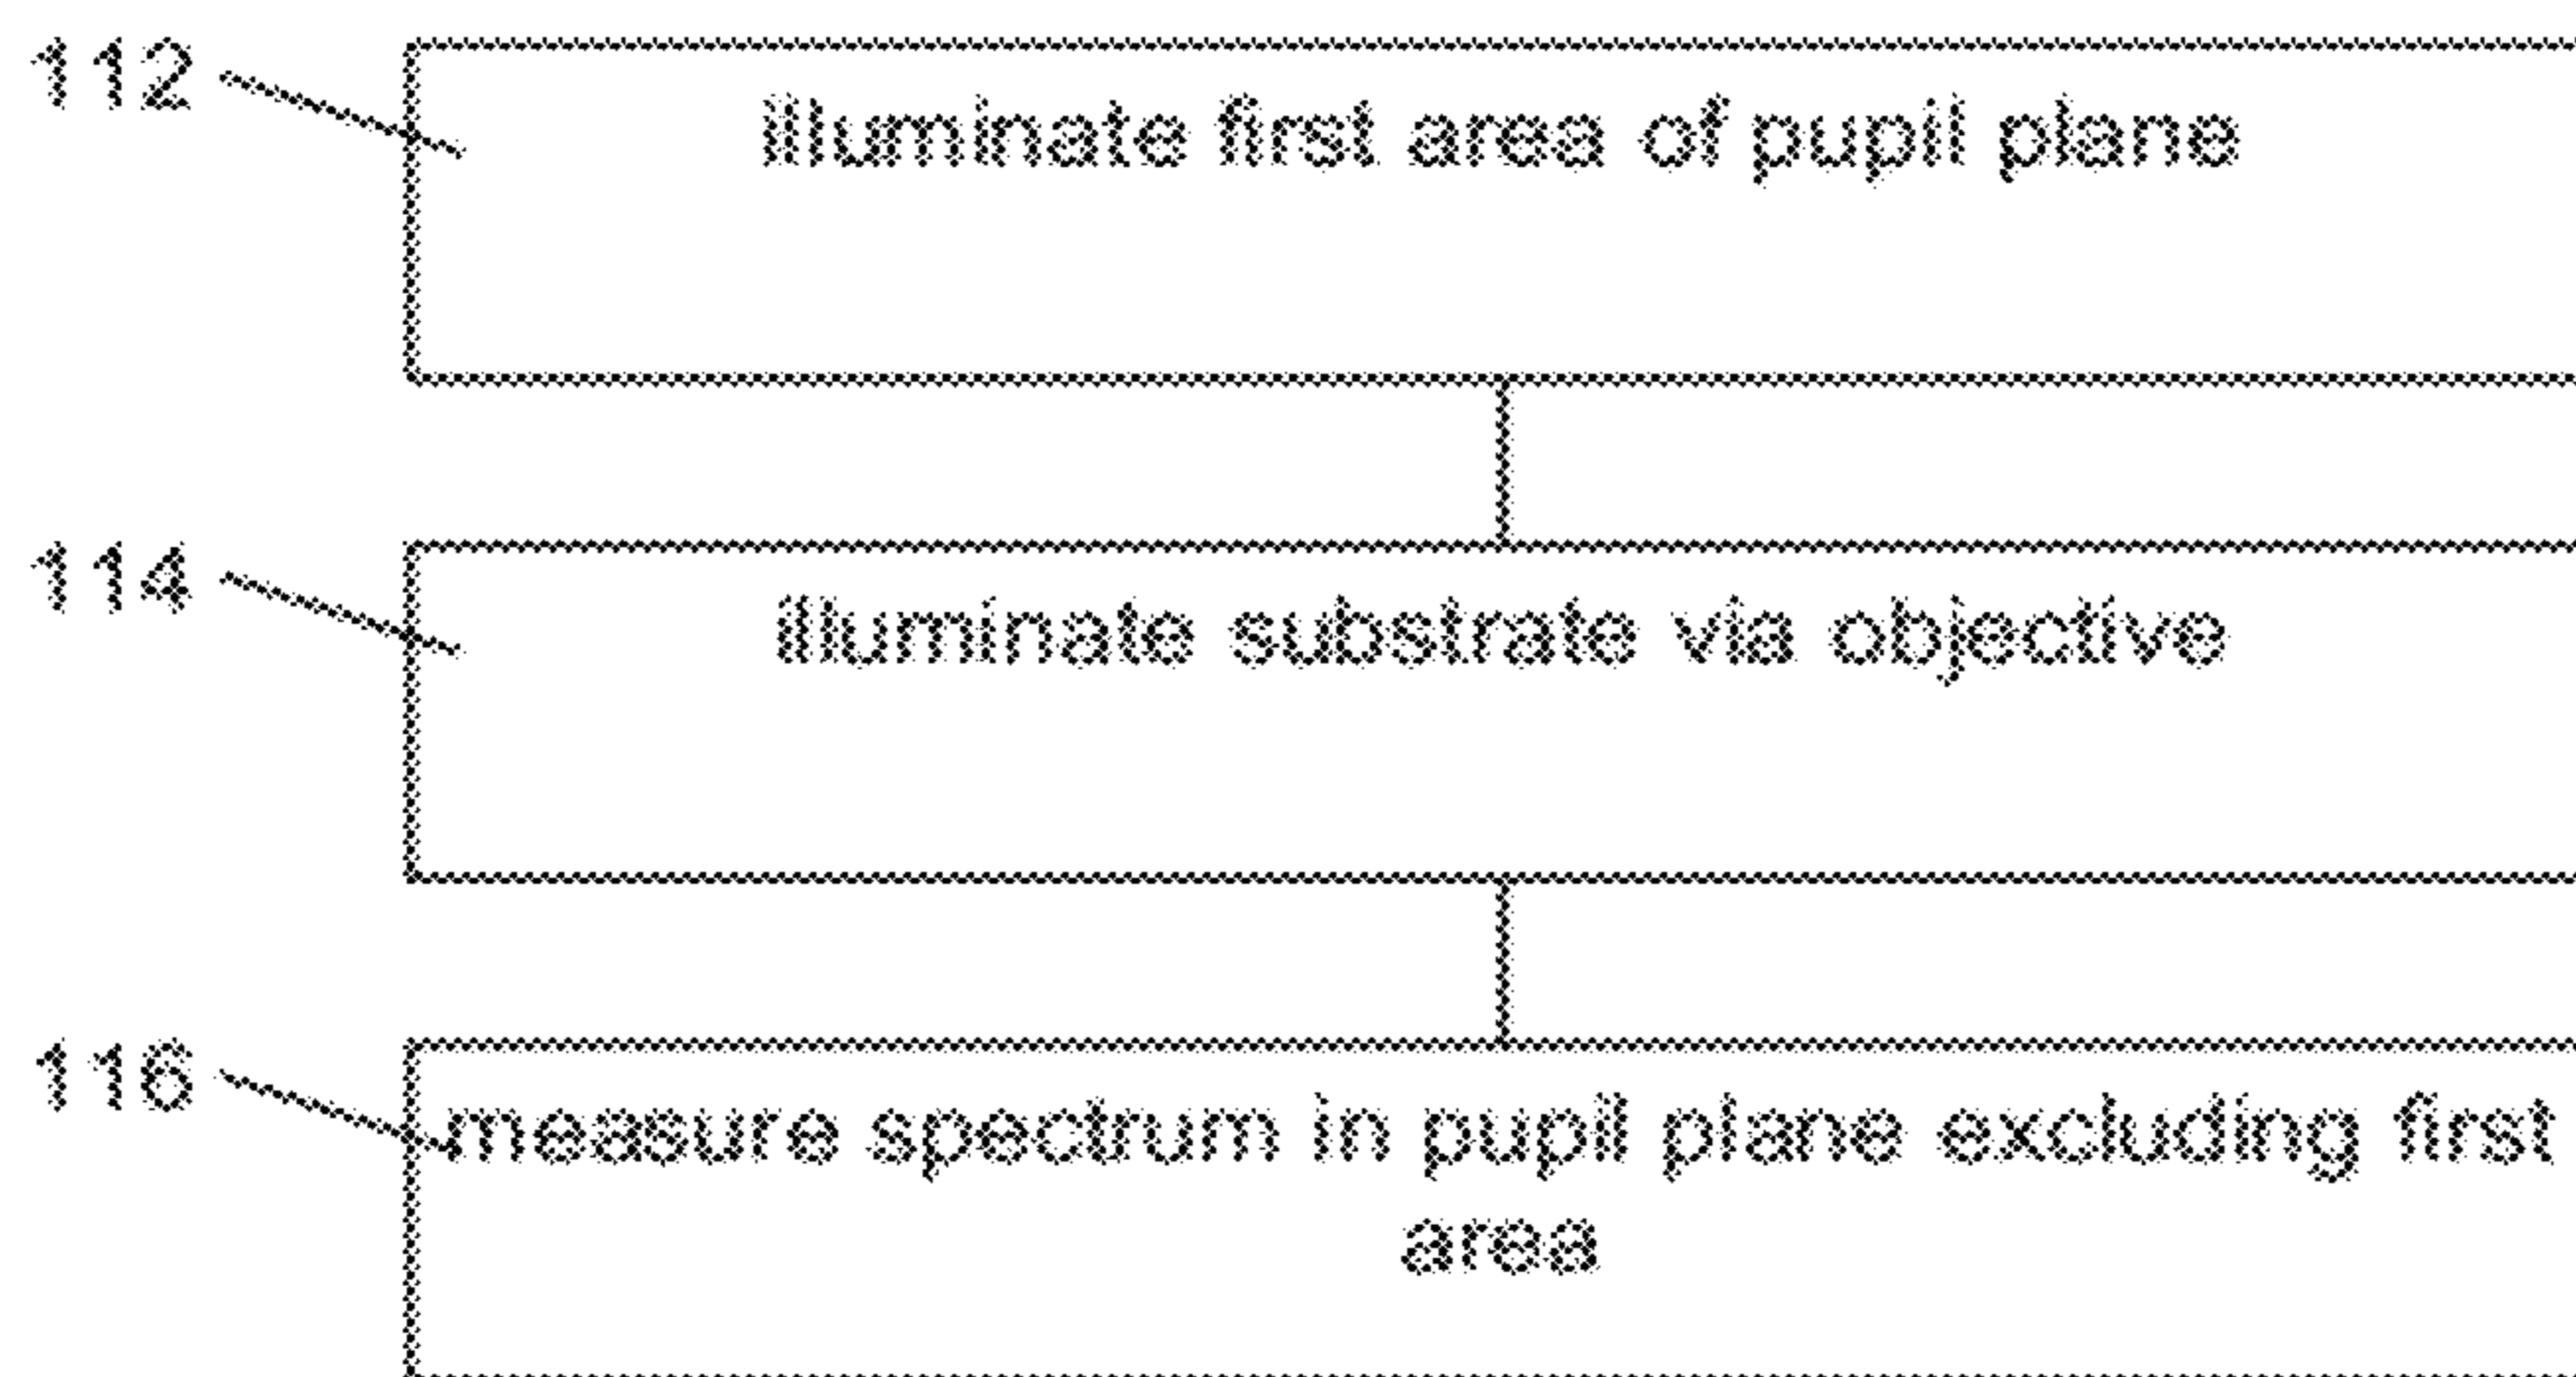 112
illuminate first area of pupil plane
114
illuminate substrate via objective
116
measure spectrum in pupil plane excluding first
area